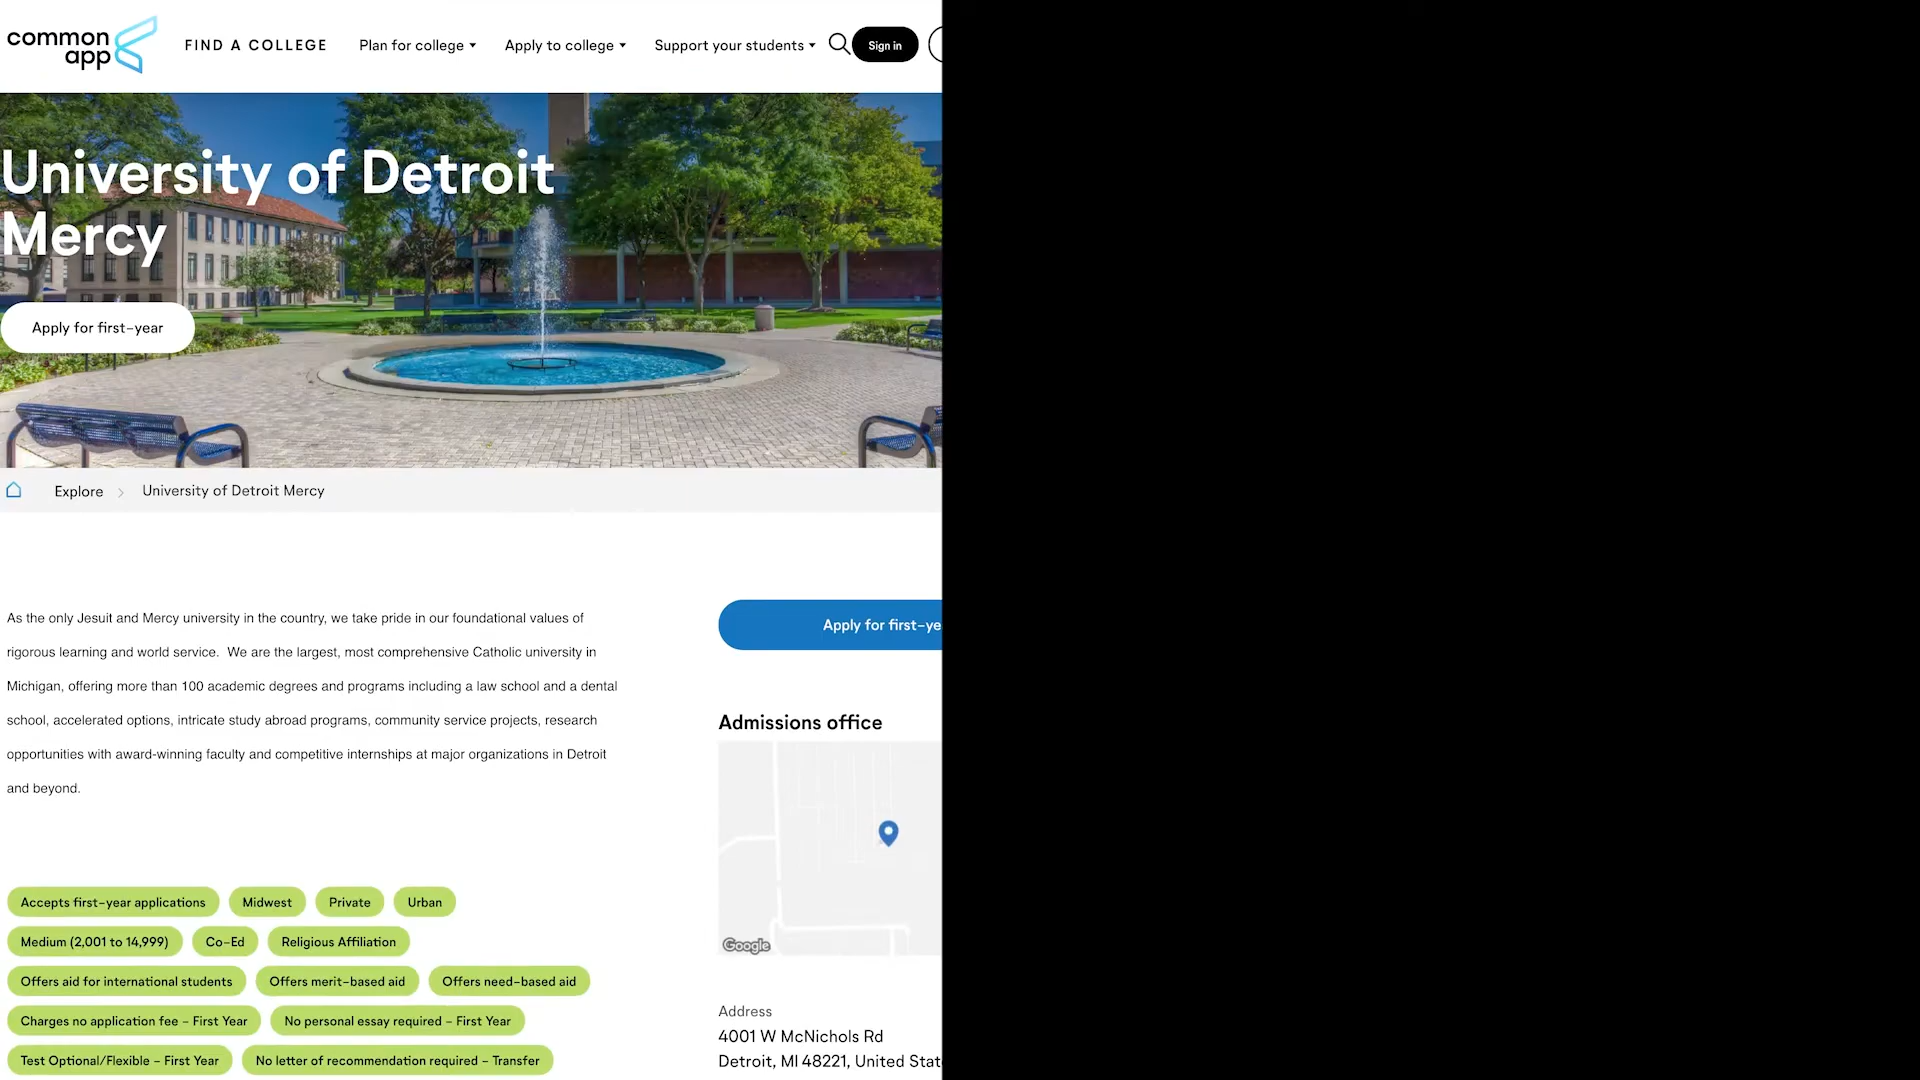 common
app
FIND A COLLEGE
Plan for college
Apply to college
Support your students
Sign in
University of Detroit
Mercy
Apply for first-year
Explore
University of Detroit Mercy
As the only Jesuit and Mercy university in the country, we take pride in our foundational values of
rigorous learning and world service. We are the largest, most comprehensive Catholic university in
Michigan, offering more than 100 academic degrees and programs including a law school and a dental
school, accelerated options, intricate study abroad programs, community service projects, research
opportunities with award-winning faculty and competitive internships at major organizations in Detroit
and beyond.
Accepts first-year applications
Midwest
Private
Urban
Medium (2,001 to 14,999)
Co-Ed
Religious Affiliation
Offers aid for international students
Offers merit-based aid
Offers need-based aid
Charges no application fee - First Year
No personal essay required - First Year
Test Optional/Flexible - First Year
No letter of recommendation required - Transfer
Apply for first-ye
Admissions office
Google
Address
4001 W McNichols Rd
Detroit, MI 48221, United Stat